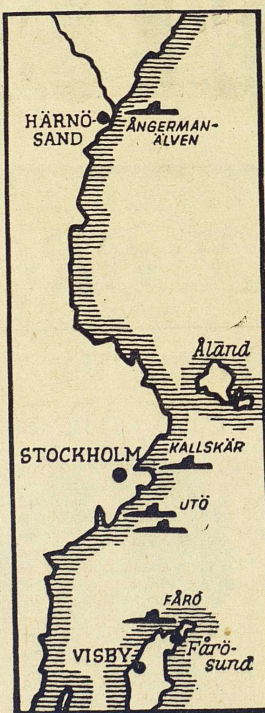 HÄRNÖ-
SAND
ÅNGERMAN-
ÄLVEN
Åland
KALLSKÄR
STOCKHOLM
UTÖ
FÅRÖ
VISBY
Fårö-
sund